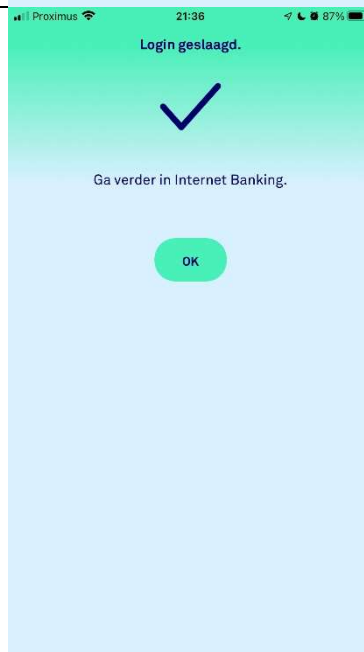 Proximus 21:36 87%
Login geslaagd.
Ga verder in Internet Banking.
OK